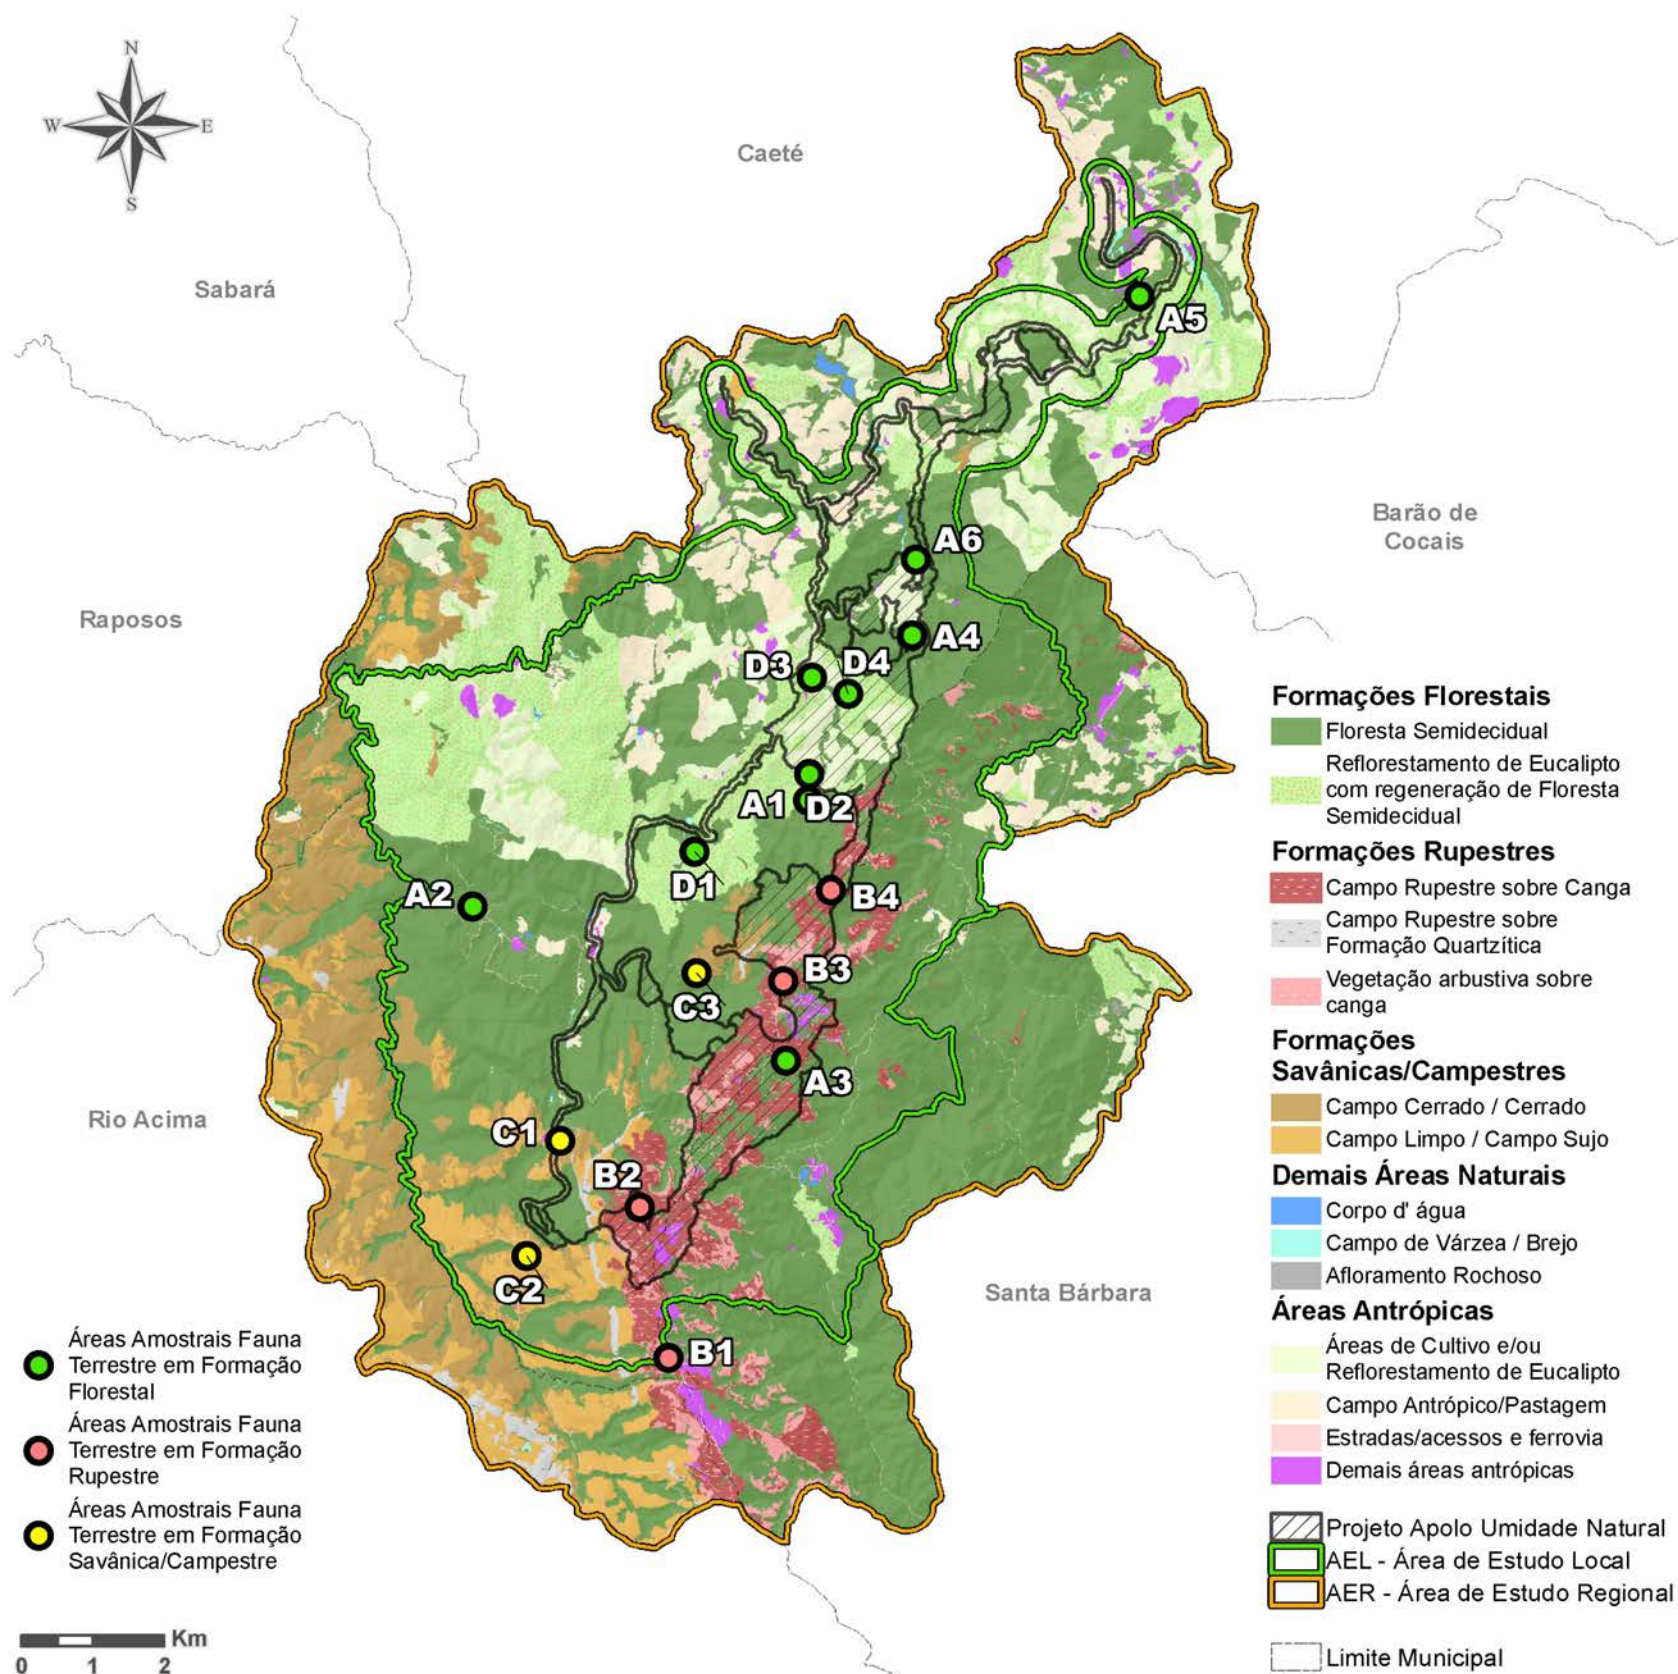 N
W
E
S
Caeté
Sabará
Barão de
Cocais
Raposos
Rio Acima
Santa Bárbara
A5
A6
A4
D3
D4
A1
D2
D1
A2
B4
B3
C3
A3
C1
B2
C2
B1
Formações Florestais
Floresta Semidecidual
Reflorestamento de Eucalipto
com regeneração de Floresta
Semidecidual
Formações Rupestres
Campo Rupestre sobre Canga
Campo Rupestre sobre
Formação Quartzítica
Vegetação arbustiva sobre
canga
Formações
Savânicas/Campestres
Campo Cerrado / Cerrado
Campo Limpo / Campo Sujo
Demais Áreas Naturais
Corpo d' água
Campo de Várzea / Brejo
Afloramento Rochoso
Áreas Antrópicas
Áreas de Cultivo e/ou
Reflorestamento de Eucalipto
Campo Antrópico/Pastagem
Estradas/acessos e ferrovia
Demais áreas antrópicas
Projeto Apolo Umidade Natural
AEL - Área de Estudo Local
AER - Área de Estudo Regional
Limite Municipal
Áreas Amostrais Fauna
Terrestre em Formação
Florestal
Áreas Amostrais Fauna
Terrestre em Formação
Rupestre
Áreas Amostrais Fauna
Terrestre em Formação
Savânica/Campestre
Km
0 1 2